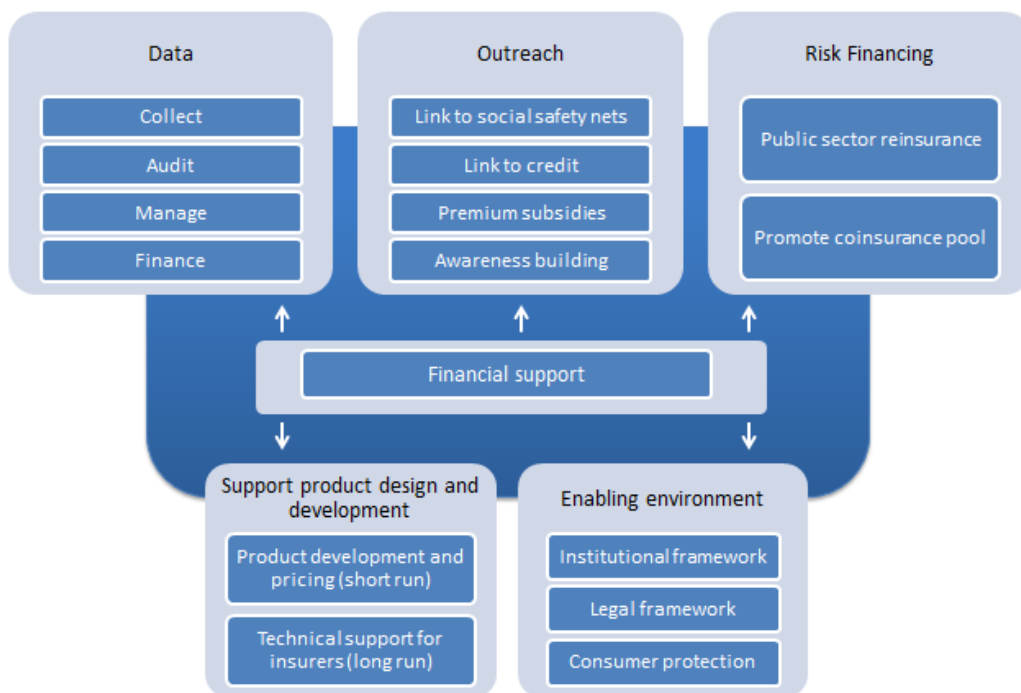 Data
Collect
Audit
Manage
Finance
Outreach
Link to social safety nets
Link to credit
Premium subsidies
Awareness building
Risk Financing
Public sector reinsurance
Promote coinsurance pool
Financial support
Support product design and
development
Product development and
pricing (short run)
Technical support for
insurers (long run)
Enabling environment
Institutional framework
Legal framework
Consumer protection